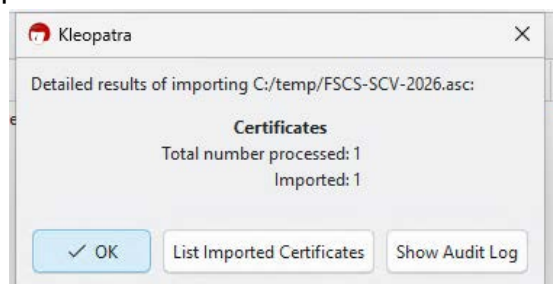 Kleopatra
Detailed results of importing C:/temp/FSCS-SCV-2026.asc:
Certificates
Total number processed: 1
Imported: 1
OK
List Imported Certificates
Show Audit Log